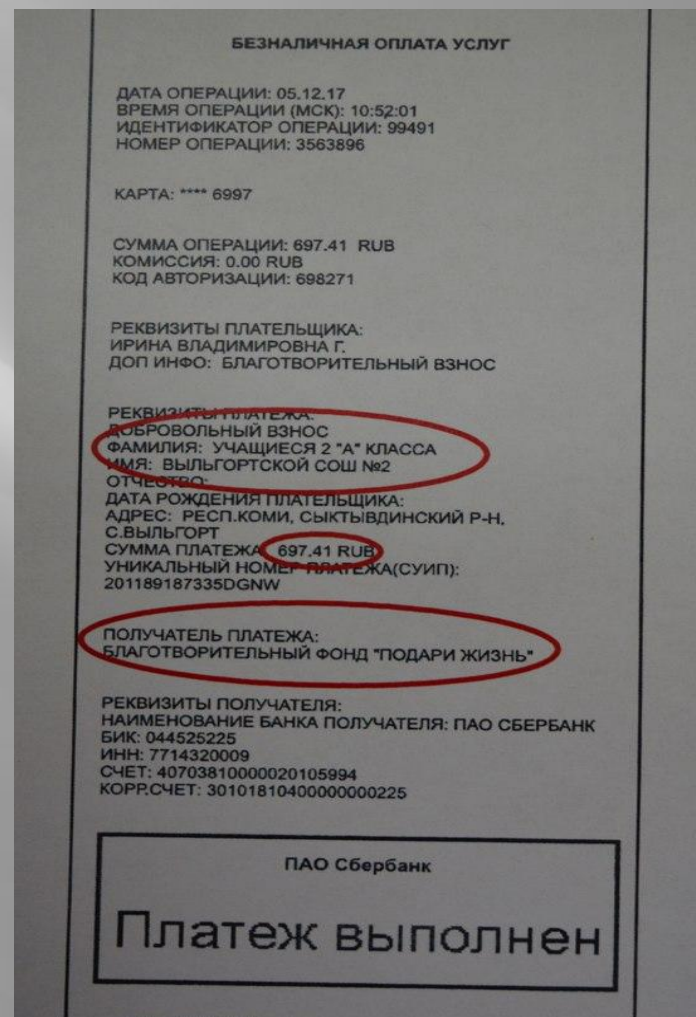 БЕЗНАЛИЧНАЯ ОПЛАТА УСЛУГ
ДАТА ОПЕРАЦИИ: 05.12.17
ВРЕМЯ ОПЕРАЦИИ (МСК): 10:52:01
ИДЕНТИФИКАТОР ОПЕРАЦИИ: 99491
НОМЕР ОПЕРАЦИИ: 3563896
КАРТА: **** 6997
СУММА ОПЕРАЦИИ: 697.41 RUB
КОМИССИЯ: 0.00 RUB
КОД АВТОРИЗАЦИИ: 698271
РЕКВИЗИТЫ ПЛАТЕЛЬЩИКА:
ИРИНА ВЛАДИМИРОВНА Г.
ДОП ИНФО: БЛАГОТВОРИТЕЛЬНЫЙ ВЗНОС
РЕКВИЗИТЫ ПЛАТЕЖА:
ДОБРОВОЛЬНЫЙ ВЗНОС
ФАМИЛИЯ: УЧАЩИЕСЯ 2 "А" КЛАССА
ИМЯ: ВЫЛЬГОРТСКОЙ СОШ №2
ОТЧЕСТВО:
ДАТА РОЖДЕНИЯ ПЛАТЕЛЬЩИКА:
АДРЕС: РЕСП.КОМИ, СЫКТЫВДИНСКИЙ Р-Н,
С.ВЫЛЬГОРТ
СУММА ПЛАТЕЖА: 697.41 RUB
УНИКАЛЬНЫЙ НОМЕР ПЛАТЕЖА(СУИП):
201189187335DGNW
ПОЛУЧАТЕЛЬ ПЛАТЕЖА:
БЛАГОТВОРИТЕЛЬНЫЙ ФОНД "ПОДАРИ ЖИЗНЬ"
РЕКВИЗИТЫ ПОЛУЧАТЕЛЯ:
НАИМЕНОВАНИЕ БАНКА ПОЛУЧАТЕЛЯ: ПАО СБЕРБАНК
БИК: 044525225
ИНН: 7714320009
СЧЕТ: 40703810000020105994
КОРР.СЧЕТ: 30101810400000000225
ПАО Сбербанк
Платеж выполнен